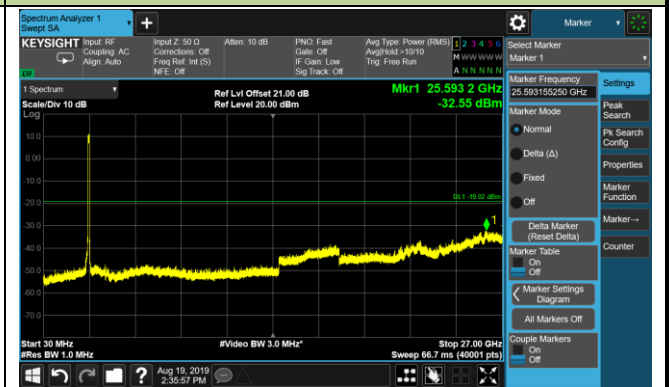 Spectrum Analyzer 1
Swept SA
Marker
KEYSIGHT
Input: RF
Coupling: AC
Align: Auto
Input Z: 50 Ω
Corrections: Off
Freq Ref: Int (S)
NFE: Off
Atten: 10 dB
PNO: Fast
Gate: Off
IF Gain: Low
Sig Track: Off
Avg Type: Power (RMS)
Avg|Hold:>10/10
Trig: Free Run
1 2 3 4 5 6
M W W W W W
A N N N N N
Select Marker
Marker 1
1 Spectrum
Scale/Div 10 dB
Log
Ref Lvl Offset 21.00 dB
Ref Level 20.00 dBm
Mkr1 25.593 2 GHz
-32.55 dBm
10.0
0.00
-10.0
-20.0
-30.0
-40.0
-50.0
-60.0
-70.0
DL1 -19.02 dBm
1
Start 30 MHz
#Res BW 1.0 MHz
#Video BW 3.0 MHz*
Stop 27.00 GHz
Sweep 66.7 ms (40001 pts)
Marker Frequency
25.593155250 GHz
Marker Mode
Normal
Delta (Δ)
Fixed
Off
Delta Marker
(Reset Delta)
Marker Table
On
Off
Marker Settings
Diagram
All Markers Off
Couple Markers
On
Off
Settings
Peak
Search
Pk Search
Config
Properties
Marker
Function
Marker→
Counter
?
Aug 19, 2019
2:35:57 PM